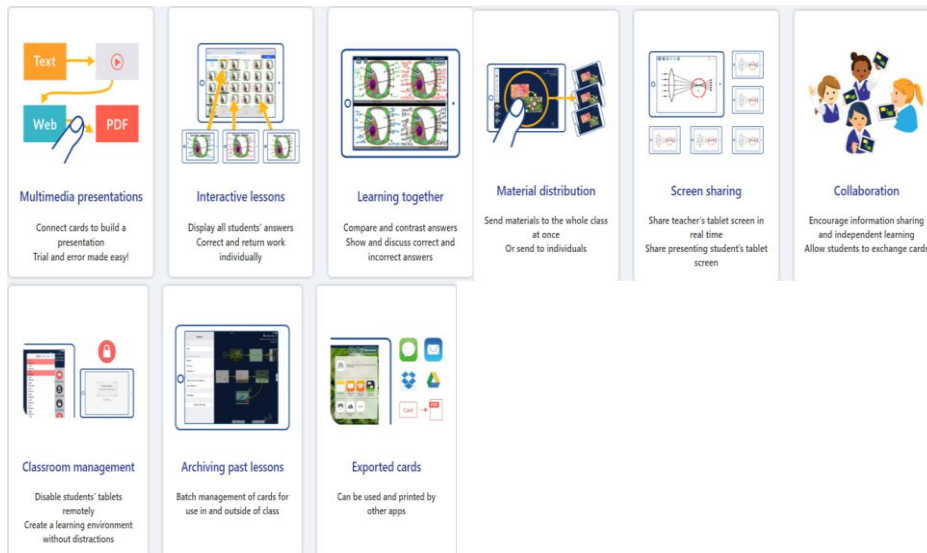 Text
Web
PDF
Multimedia presentations
Connect cards to build a
presentation
Trial and error made easy!
Interactive lessons
Display all students' answers
Correct and return work
individually
Learning together
Compare and contrast answers
Show and discuss correct and
incorrect answers
Material distribution
Send materials to the whole class
at once
Or send to individuals
Screen sharing
Share teacher's tablet screen in
real time
Share presenting student's tablet
screen
Collaboration
Encourage information sharing
and independent learning
Allow students to exchange cards
Classroom management
Disable students' tablets
remotely
Create a learning environment
without distractions
Archiving past lessons
Batch management of cards for
use in and outside of class
Card
PDF
Exported cards
Can be used and printed by
other apps